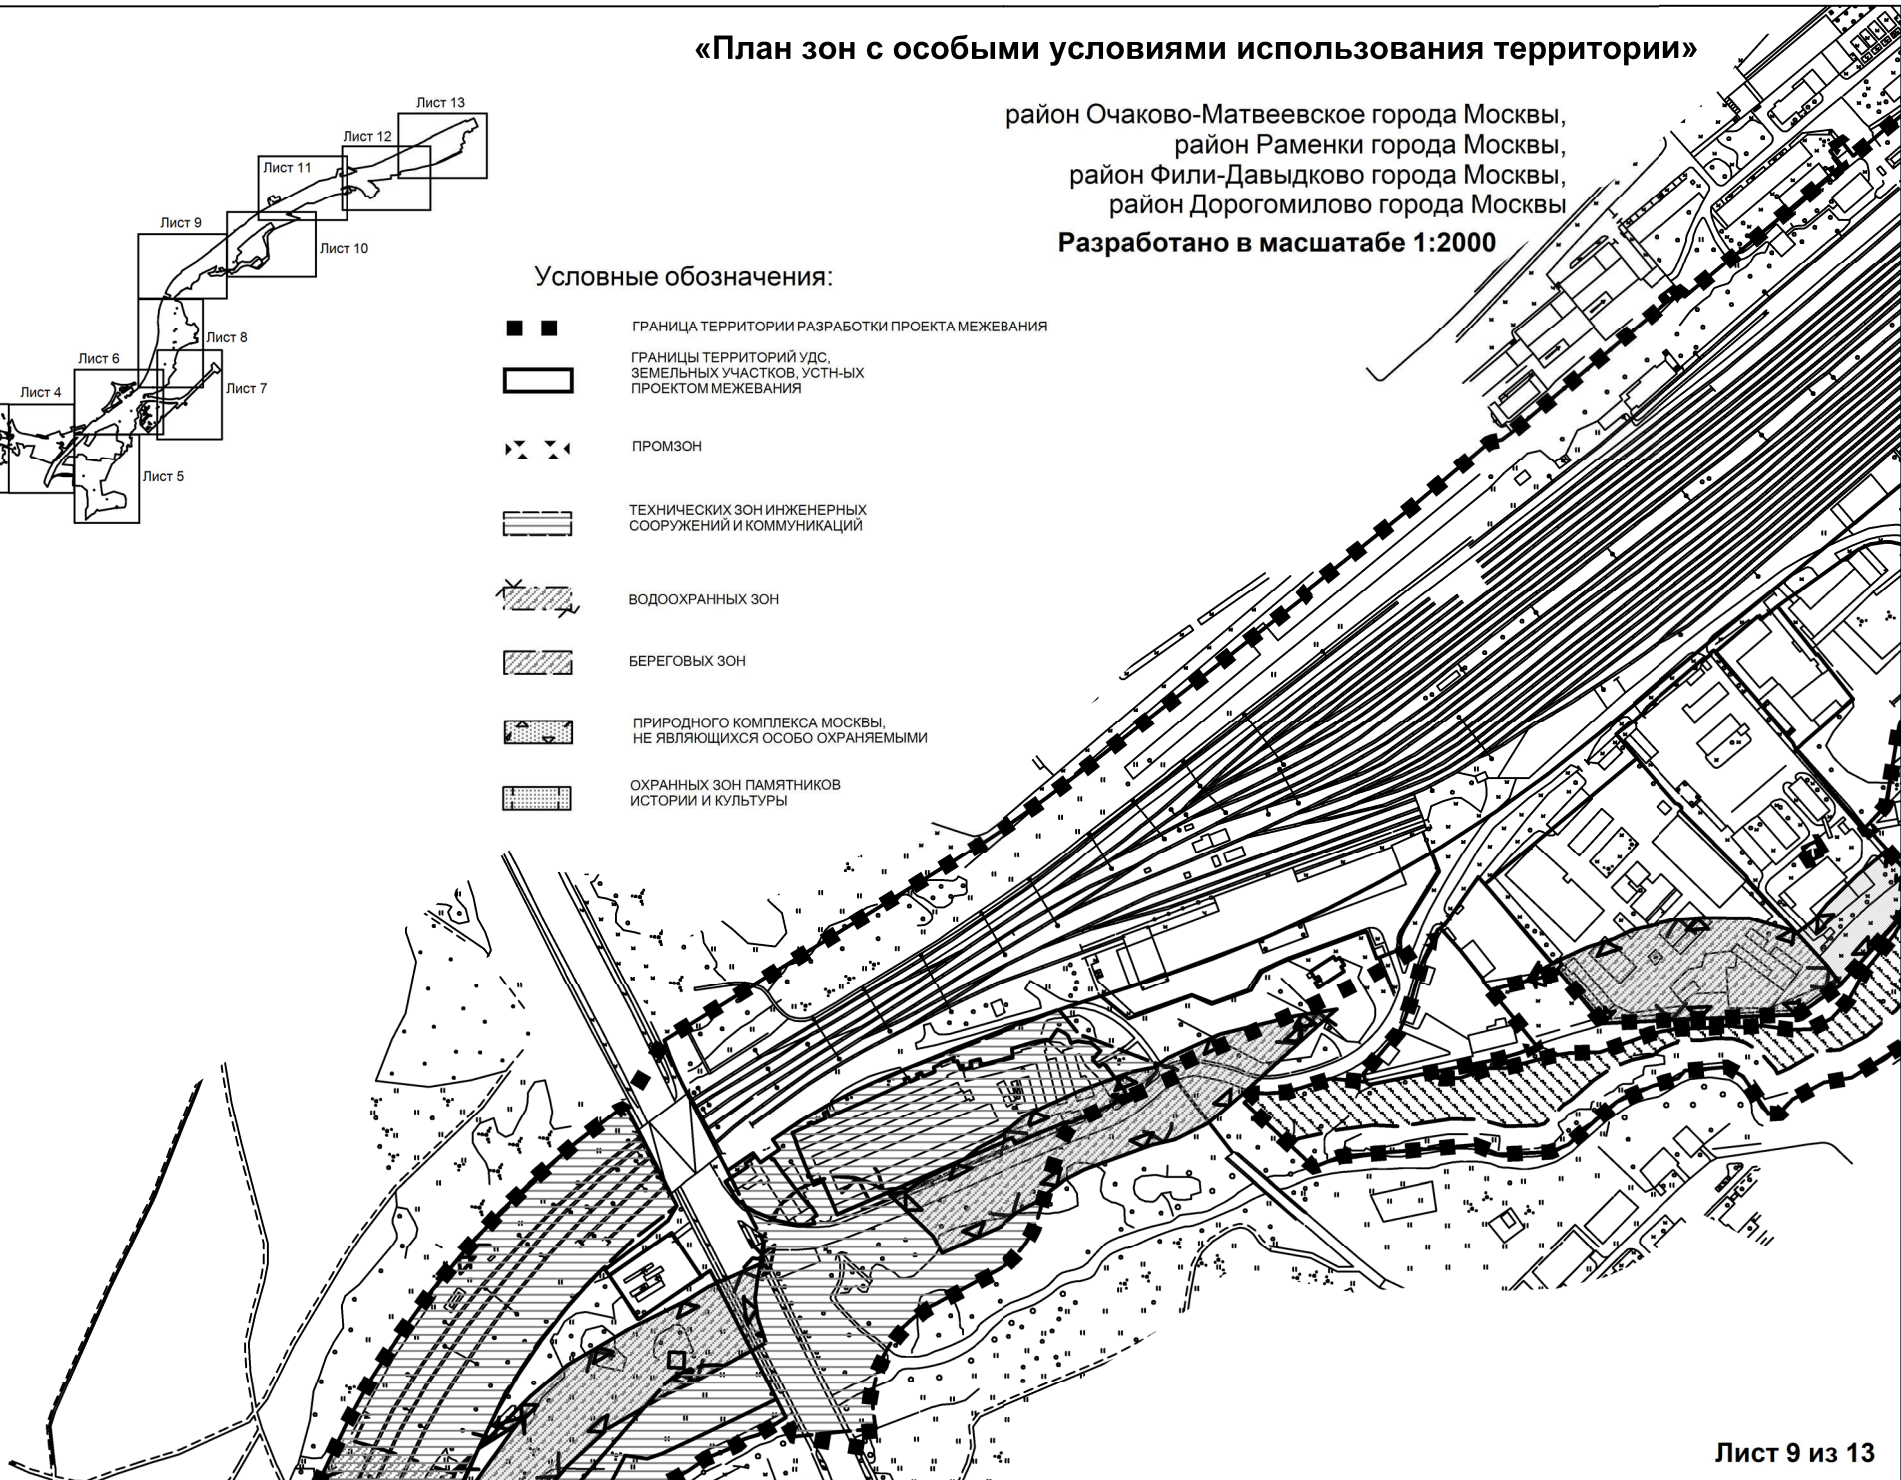 «План зон с особыми условиями использования территории»
район Очаково-Матвеевское города Москвы,
район Раменки города Москвы,
район Фили-Давыдково города Москвы,
район Дорогомилово города Москвы
Разработано в масштабе 1:2000
Лист 13
Лист 12
Лист 11
Лист 9
Лист 10
Лист 8
Лист 6
Лист 7
Лист 4
Лист 5
Условные обозначения:
ГРАНИЦА ТЕРРИТОРИИ РАЗРАБОТКИ ПРОЕКТА МЕЖЕВАНИЯ
ГРАНИЦЫ ТЕРРИТОРИЙ УДС,
ЗЕМЕЛЬНЫХ УЧАСТКОВ, УСТН-ЫХ
ПРОЕКТОМ МЕЖЕВАНИЯ
ПРОМЗОН
ТЕХНИЧЕСКИХ ЗОН ИНЖЕНЕРНЫХ
СООРУЖЕНИЙ И КОММУНИКАЦИЙ
ВОДООХРАННЫХ ЗОН
БЕРЕГОВЫХ ЗОН
ПРИРОДНОГО КОМПЛЕКСА МОСКВЫ,
НЕ ЯВЛЯЮЩИХСЯ ОСОБО ОХРАНЯЕМЫМИ
ОХРАННЫХ ЗОН ПАМЯТНИКОВ
ИСТОРИИ И КУЛЬТУРЫ
Лист 9 из 13